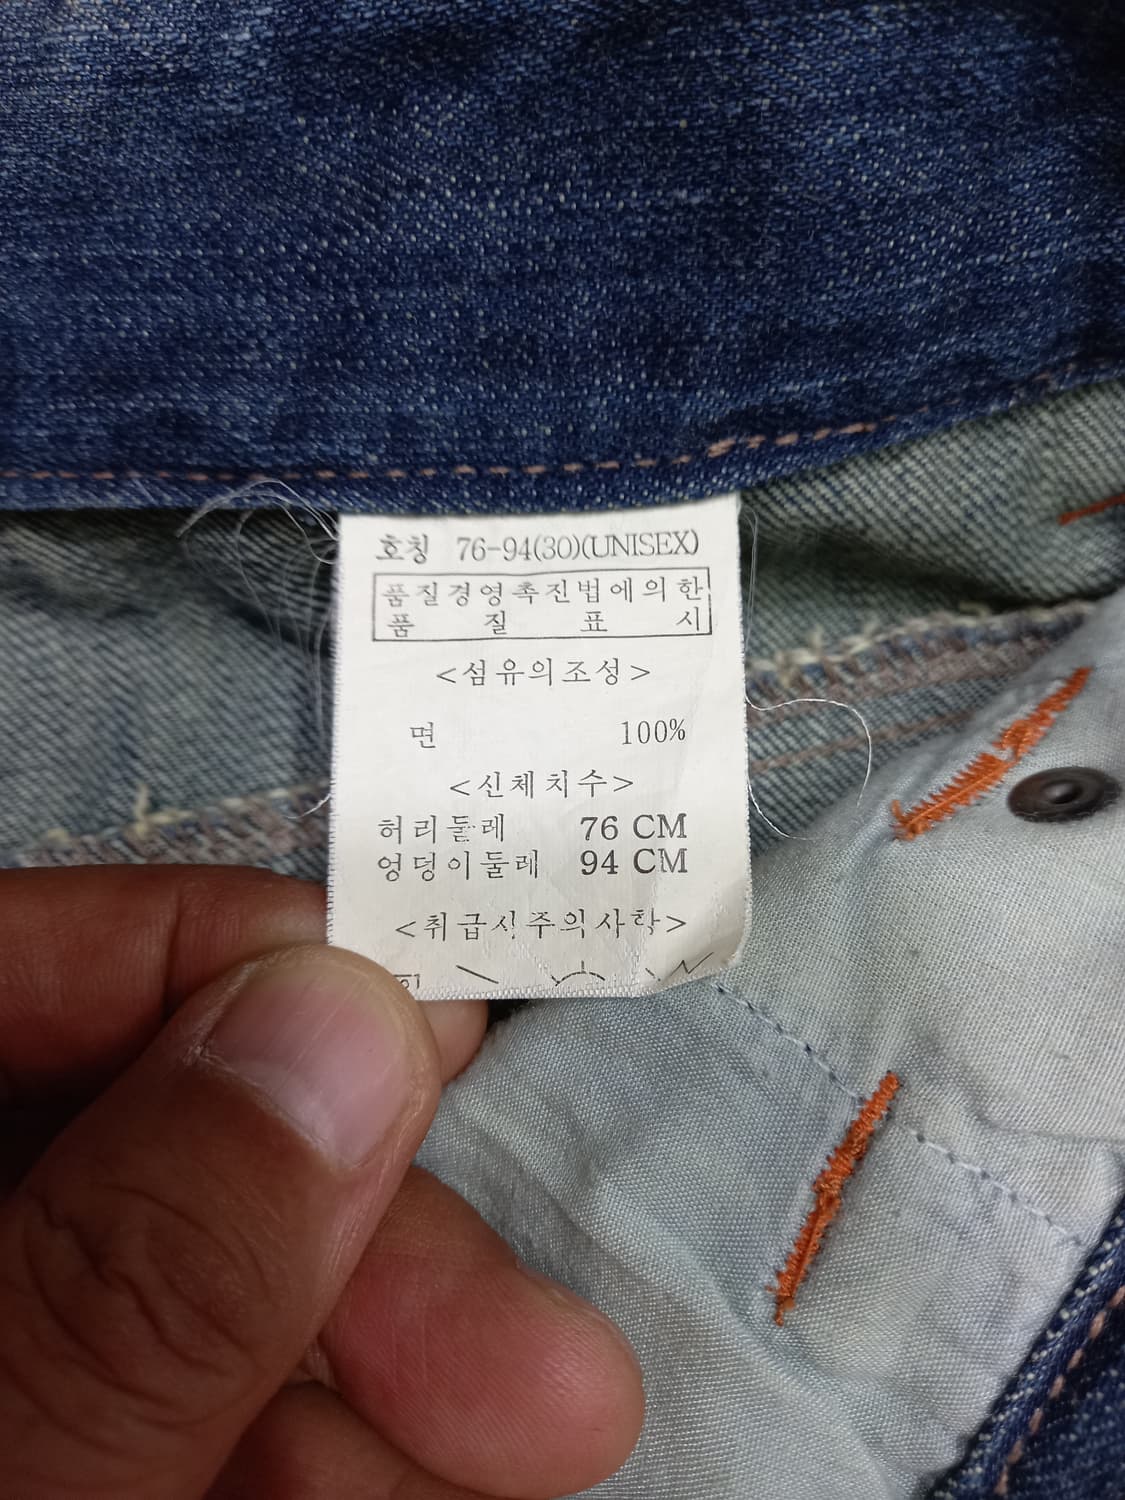 호칭 76-94(30)(UNISEX)
품질경영촉진법에의한
품 질 표 시
<섬유의조성>
면 100%
<신체치수>
허리둘레 76 CM
엉덩이둘레 94 CM
<취급시주의사항>